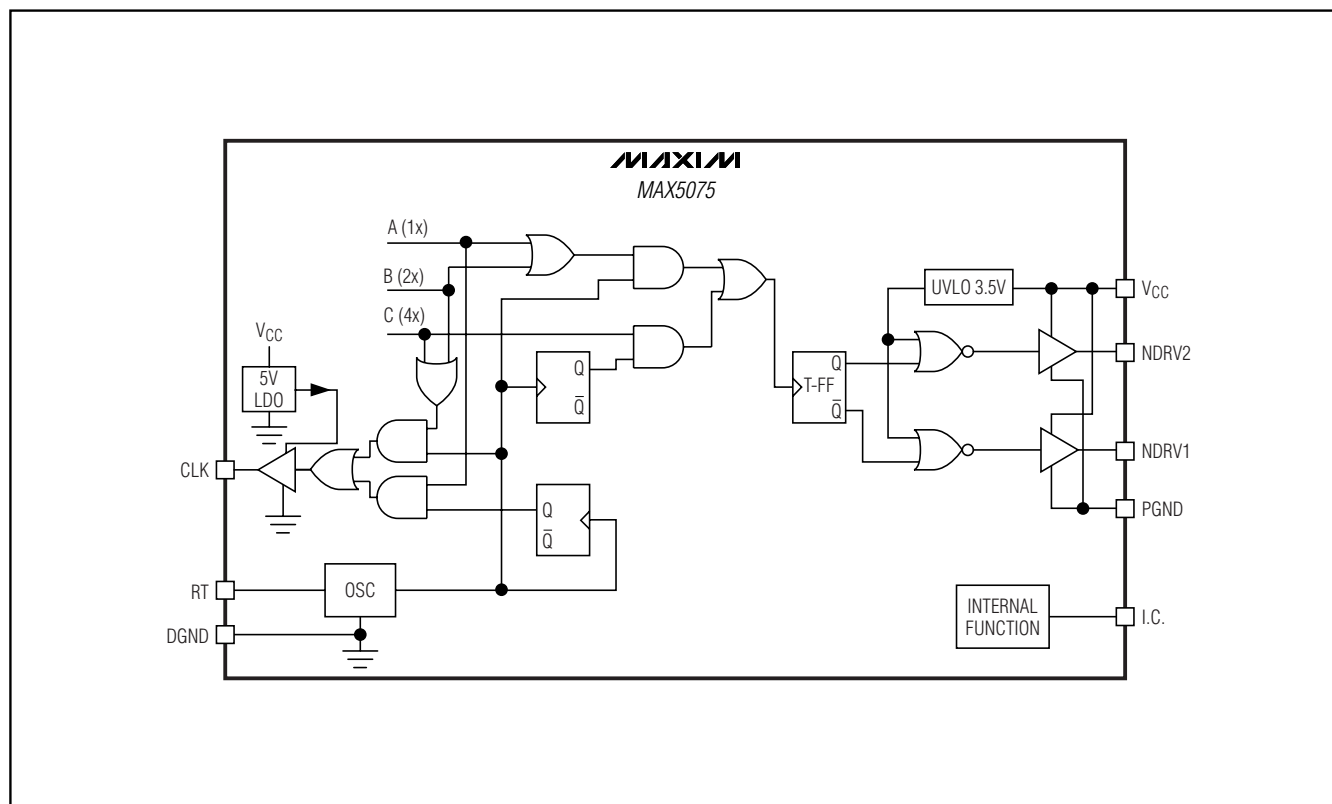 MAXIM
MAX5075
A (1x)
B (2x)
C (4x)
VCC
5V
LDO
UVLO 3.5V
VCC
NDRV2
Q
Q̅
T-FF
Q
Q̅
NDRV1
CLK
PGND
Q
Q̅
RT
OSC
DGND
INTERNAL
FUNCTION
I.C.